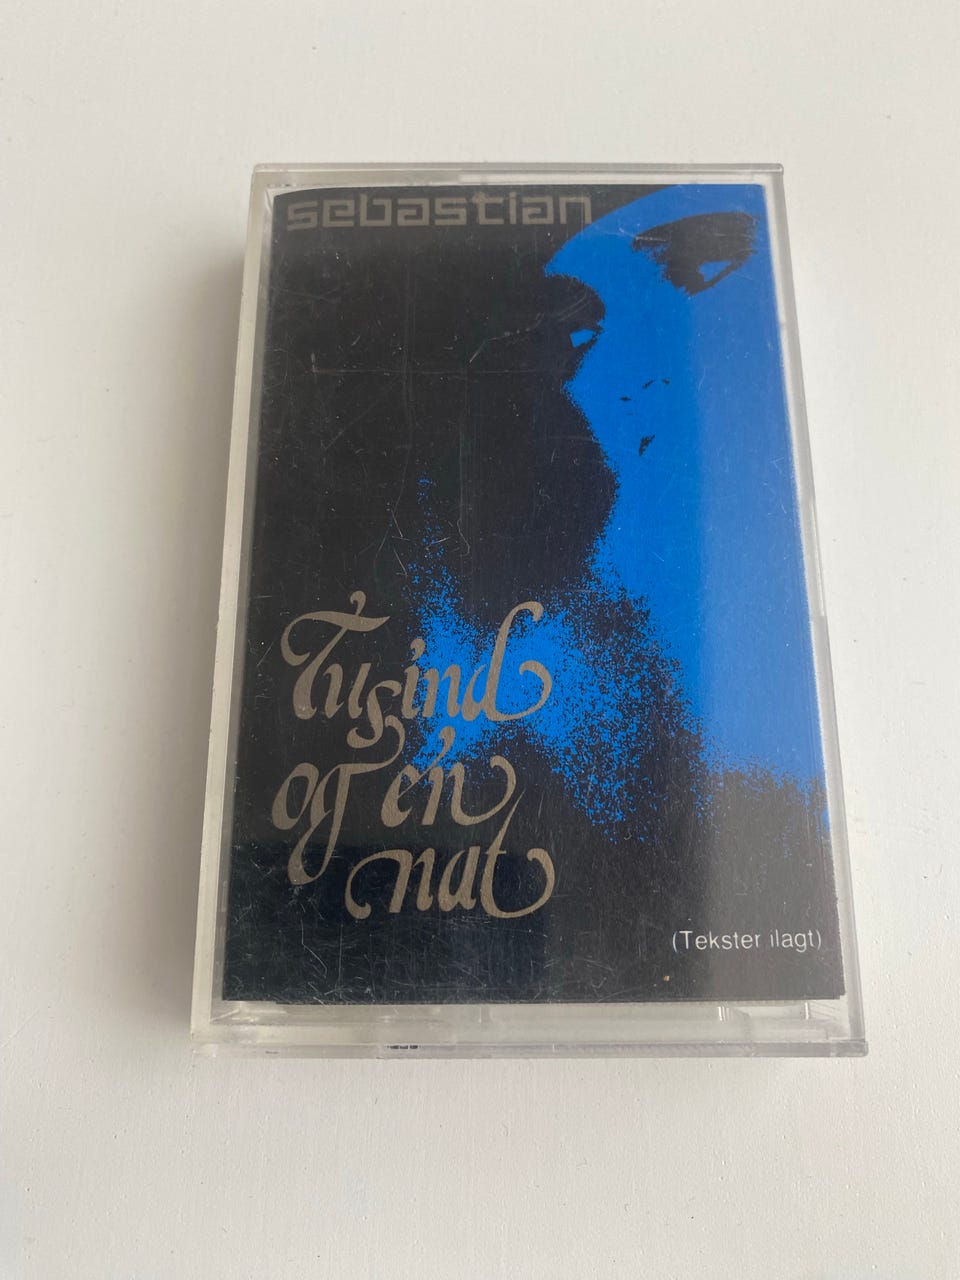 sebastian
Tusind
og én
nat
(Tekster ilagt)